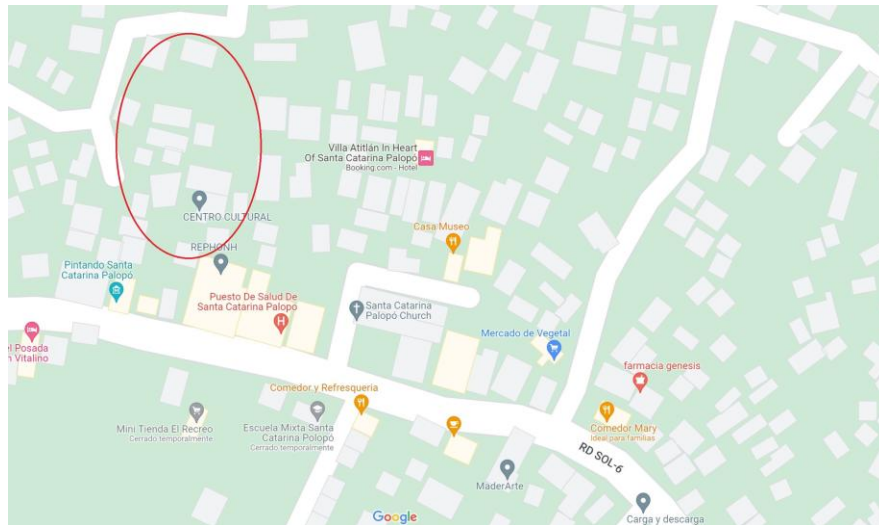 Villa Atitlán In Heart
Of Santa Catarina Palopó
Booking.com - Hotel
CENTRO CULTURAL
Casa Museo
REPHONH
Pintando Santa
Catarina Palopó
Puesto De Salud De
Santa Catarina Palopó
Santa Catarina
Palopó Church
Mercado de Vegetal
el Posada
n Vitalino
farmacia genesis
Comedor y Refresqueria
Mini Tienda El Recreo
Cerrado temporalmente
Escuela Mixta Santa
Catarina Polopó
Cerrado temporalmente
Comedor Mary
Ideal para familias
RD SOL-6
MaderArte
Google
Carga y descarga